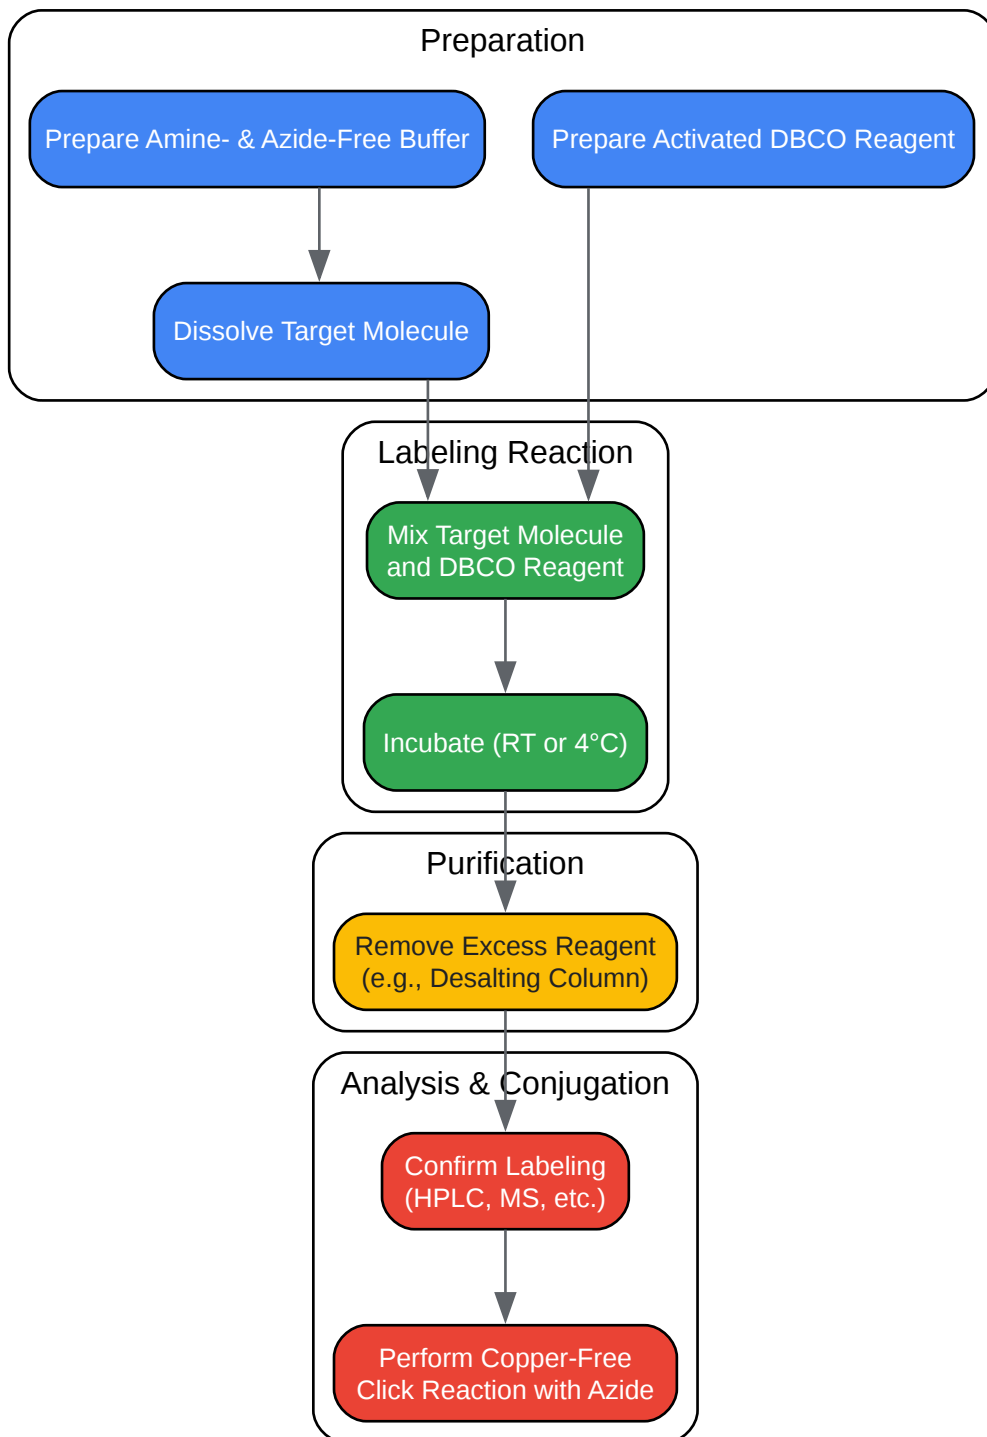 Preparation
Prepare Amine- & Azide-Free Buffer
Prepare Activated DBCO Reagent
Dissolve Target Molecule
Labeling Reaction
Mix Target Molecule
and DBCO Reagent
Incubate (RT or 4°C)
Purification
Remove Excess Reagent
(e.g., Desalting Column)
Analysis & Conjugation
Confirm Labeling
(HPLC, MS, etc.)
Perform Copper-Free
Click Reaction with Azide